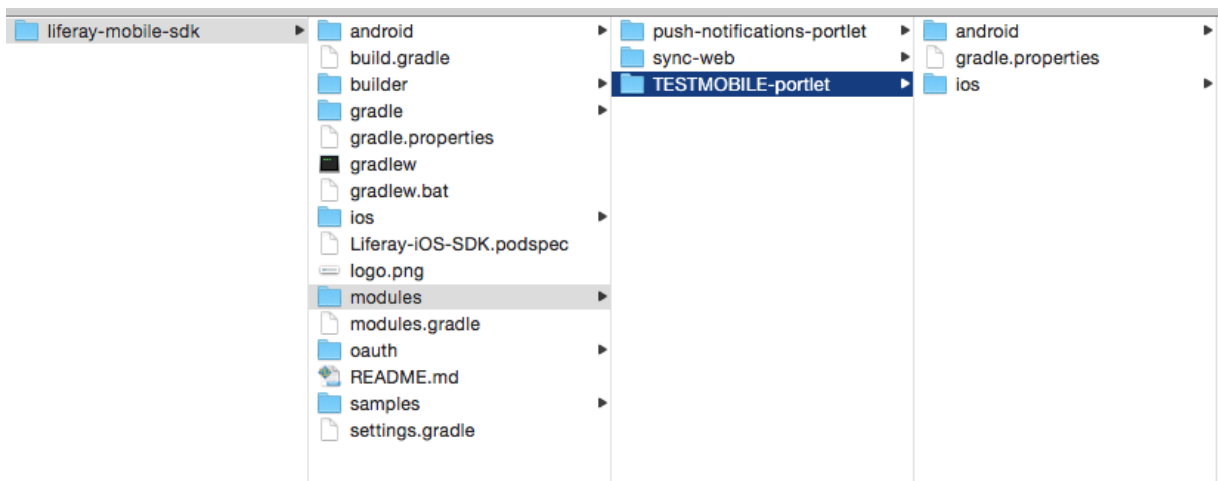 liferay-mobile-sdk
android
build.gradle
builder
gradle
gradle.properties
gradlew
gradlew.bat
ios
Liferay-iOS-SDK.podspec
logo.png
modules
modules.gradle
oauth
README.md
samples
settings.gradle
push-notifications-portlet
sync-web
TESTMOBILE-portlet
android
gradle.properties
ios